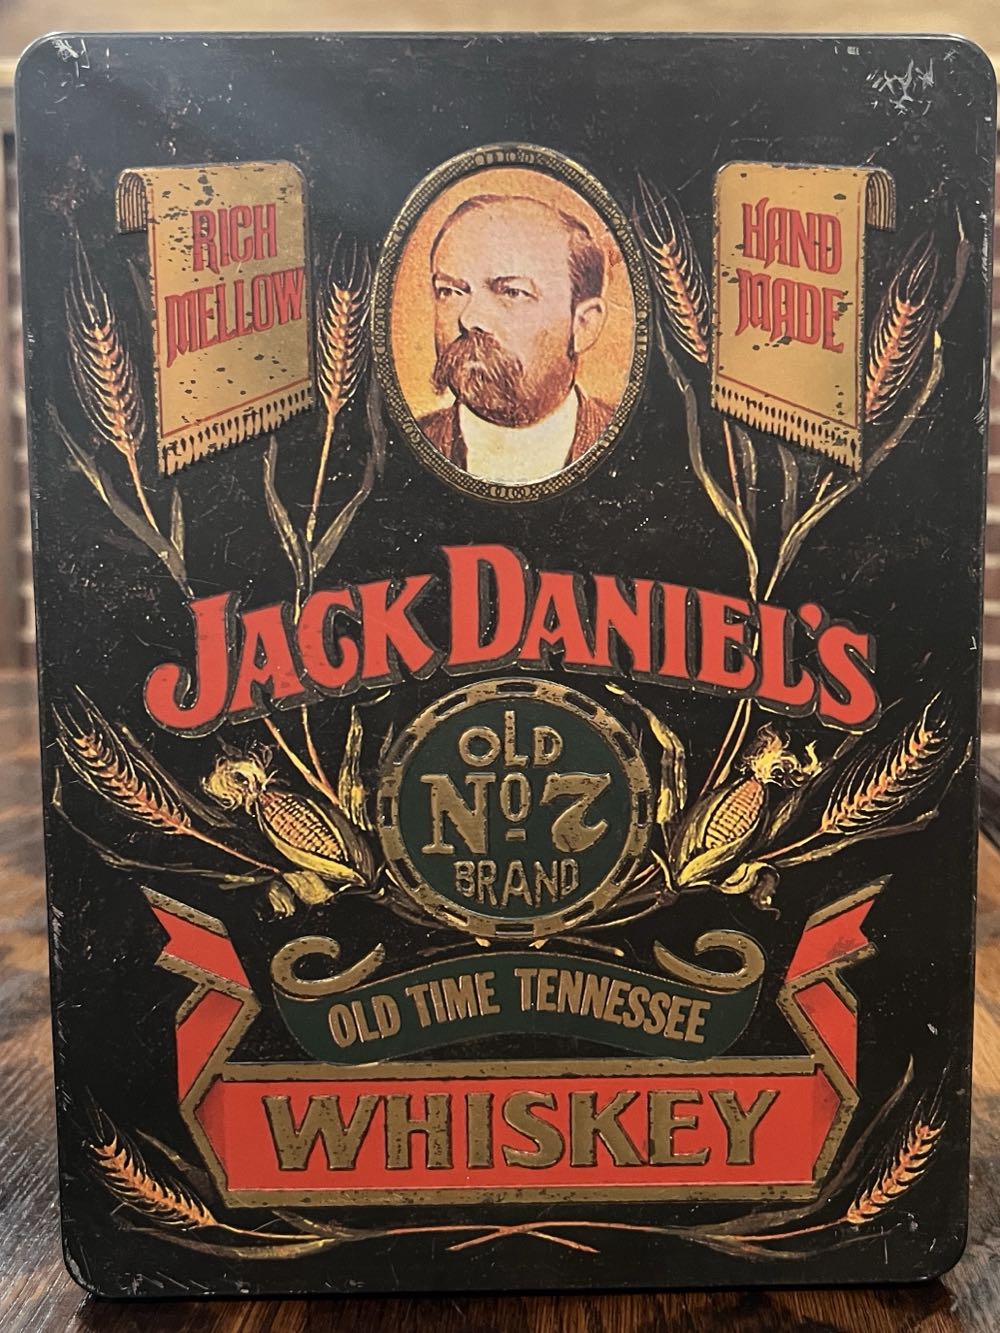 RICH
MELLOW
HAND
MADE
JACK DANIEL'S
OLD
No 7
BRAND
OLD TIME TENNESSEE
WHISKEY